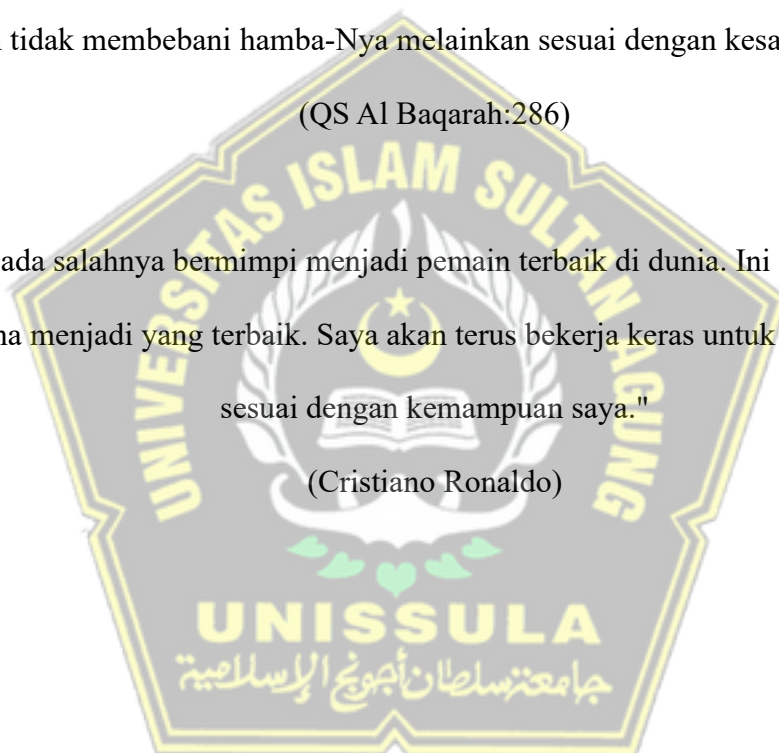 tidak membebani hamba-Nya melainkan sesuai dengan kesa
(QS Al Baqarah:286)
ada salahnya bermimpi menjadi pemain terbaik di dunia. Ini
na menjadi yang terbaik. Saya akan terus bekerja keras untuk
sesuai dengan kemampuan saya."
(Cristiano Ronaldo)
UNIVERSITAS ISLAM SULTAN AGUNG
UNISSULA
جامعة سلطان أجونج الإسلامية